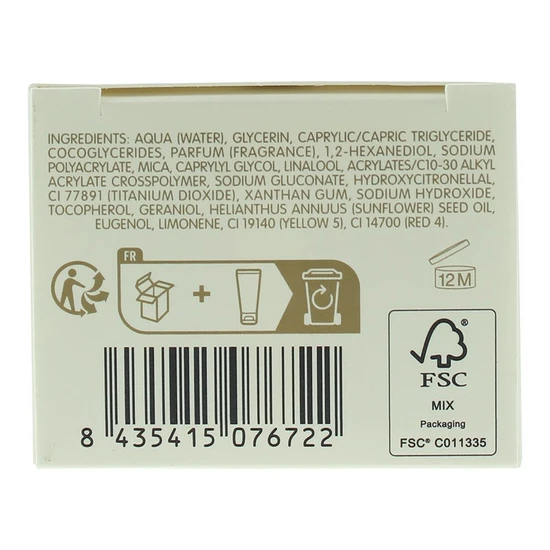 INGREDIENTS: AQUA (WATER), GLYCERIN, CAPRYLIC/CAPRIC TRIGLYCERIDE,
COCOGLYCERIDES, PARFUM (FRAGRANCE), 1,2-HEXANEDIOL, SODIUM
POLYACRYLATE, MICA, CAPRYLYL GLYCOL, LINALOOL, ACRYLATES/C10-30 ALKYL
ACRYLATE CROSSPOLYMER, SODIUM GLUCONATE, HYDROXYCITRONELLAL,
CI 77891 (TITANIUM DIOXIDE), XANTHAN GUM, SODIUM HYDROXIDE,
TOCOPHEROL, GERANIOL, HELIANTHUS ANNUUS (SUNFLOWER) SEED OIL,
EUGENOL, LIMONENE, CI 19140 (YELLOW 5), CI 14700 (RED 4).
FR
+
12M
FSC
MIX
Packaging
FSC® C011335
8 435415 076722